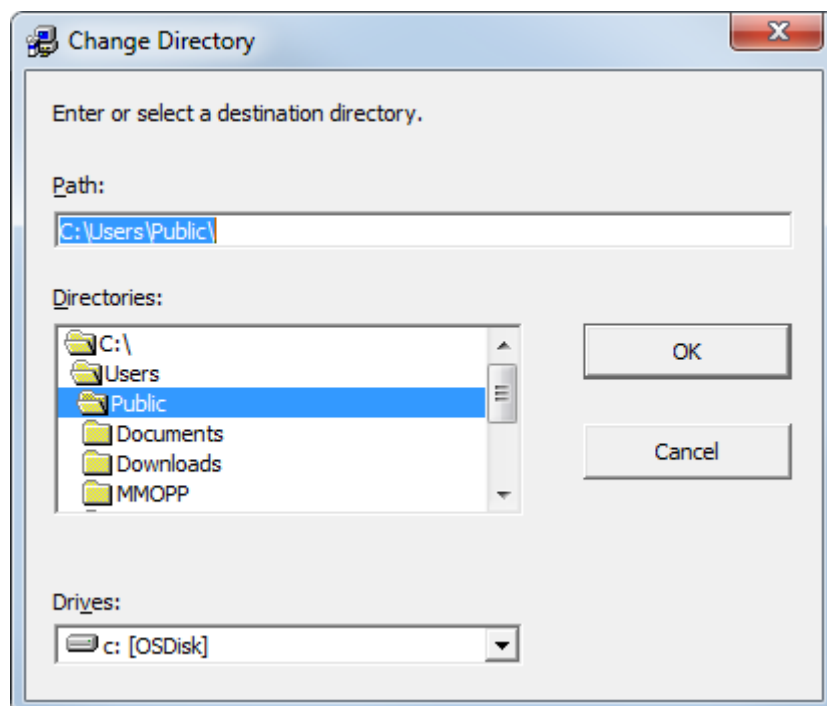 Change Directory
Enter or select a destination directory.
Path:
C:\Users\Public\
Directories:
C:\
Users
Public
Documents
Downloads
MMOPP
OK
Cancel
Drives:
c: [OSDisk]